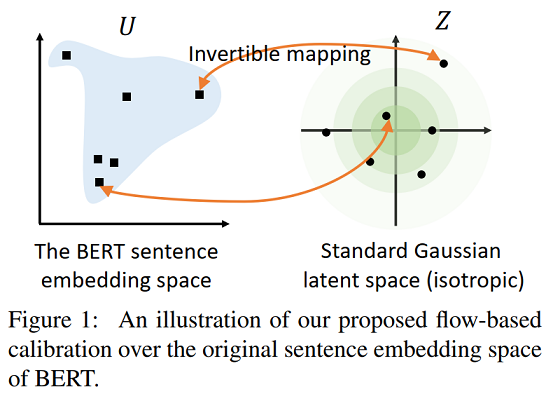 U
Z
Invertible mapping
The BERT sentence
embedding space
Standard Gaussian
latent space (isotropic)
Figure 1: An illustration of our proposed flow-based
calibration over the original sentence embedding space
of BERT.